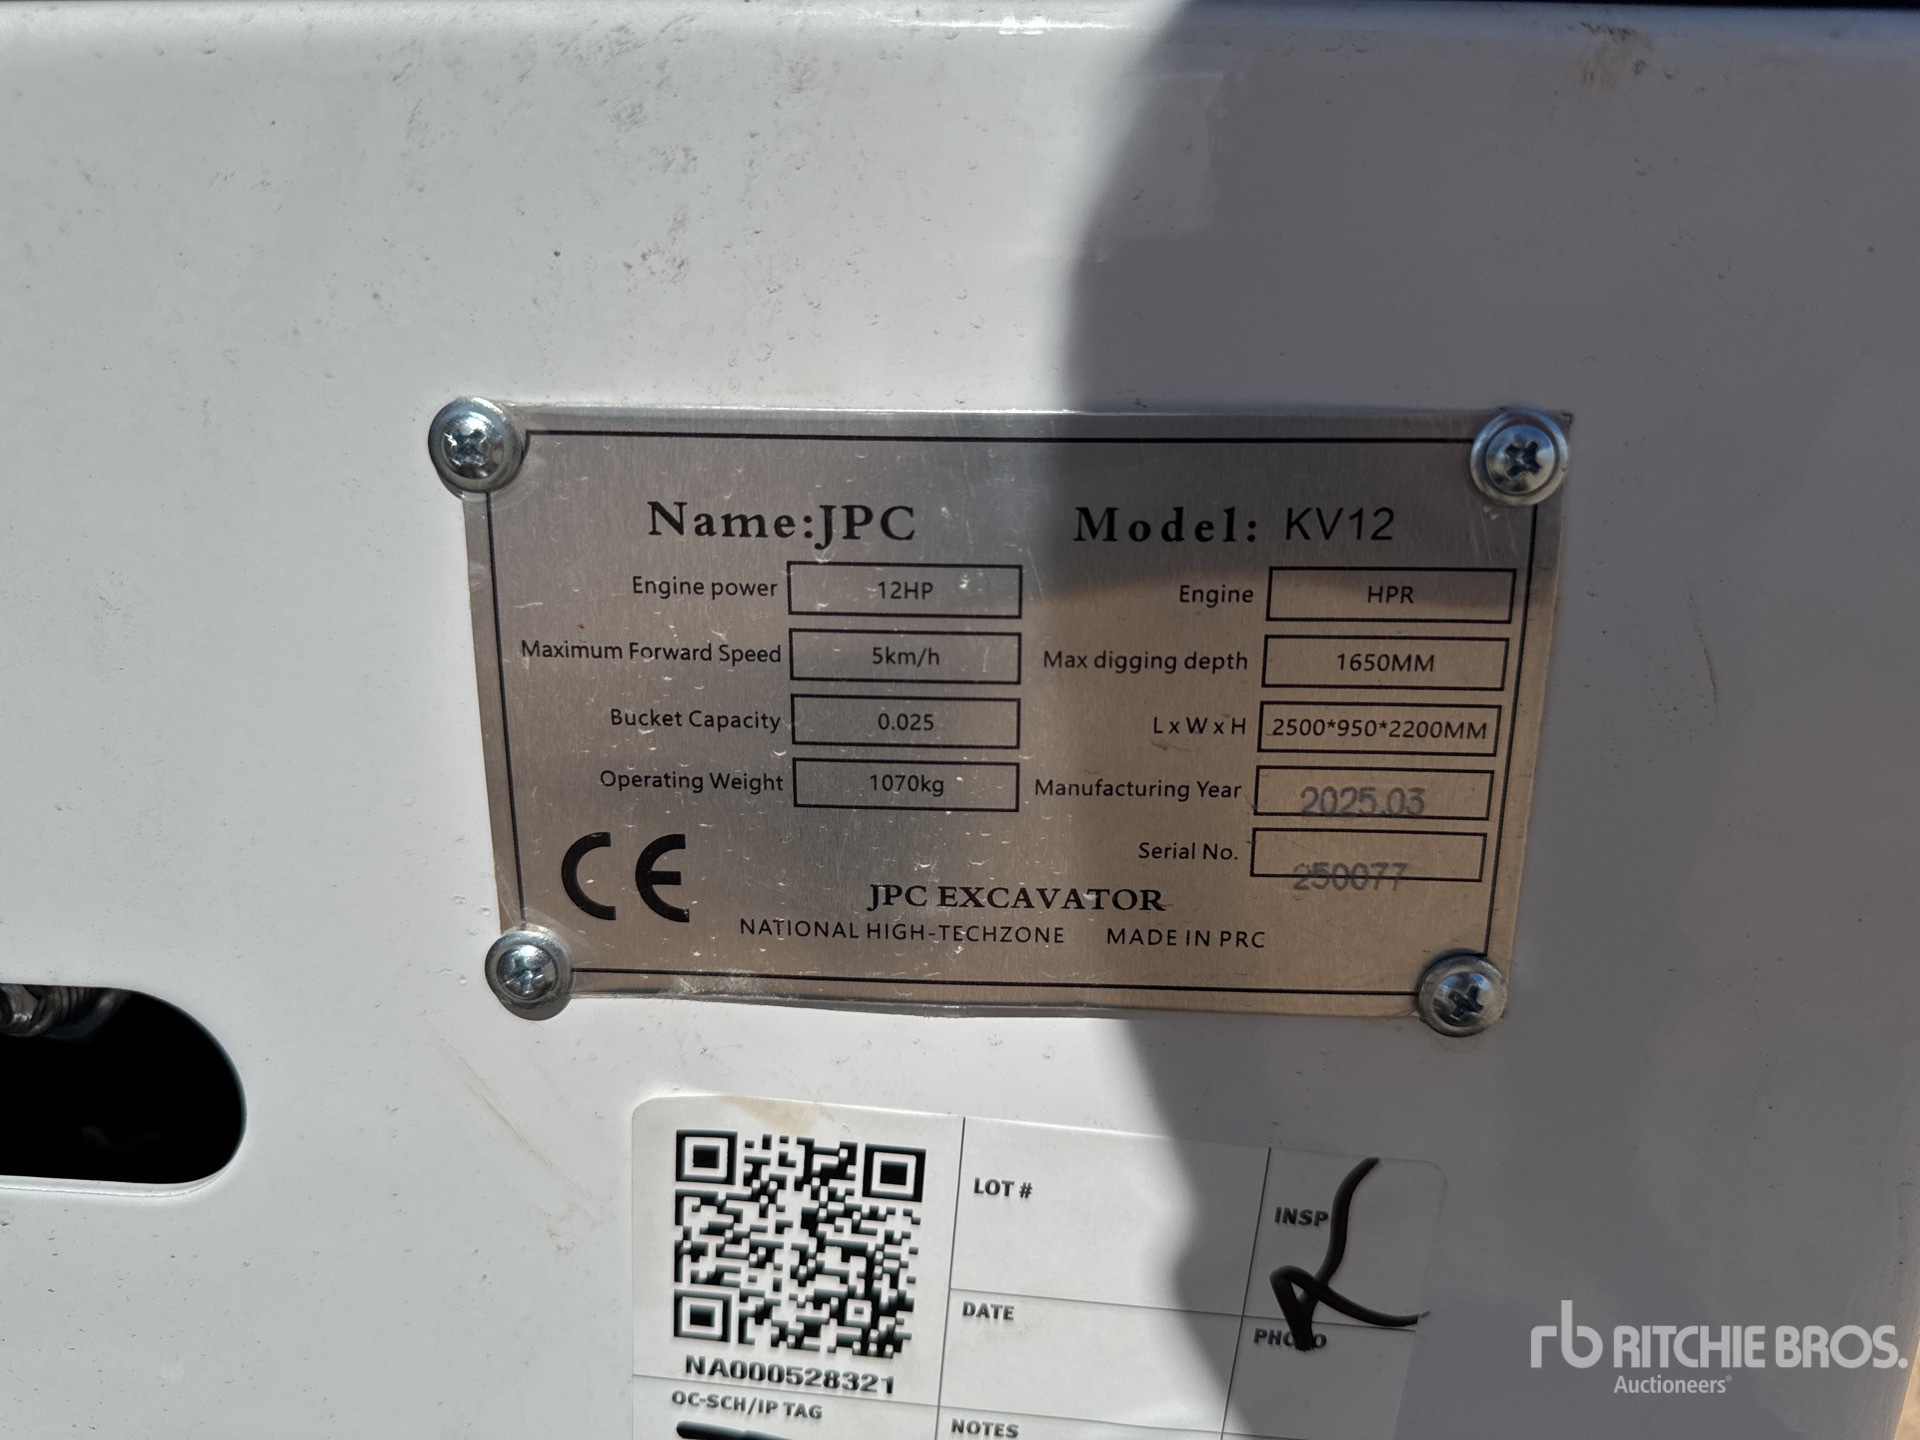 Name:JPC Model: KV12
Engine power 12HP Engine HPR
Maximum Forward Speed 5km/h Max digging depth 1650MM
Bucket Capacity 0.025 L x W x H 2500*950*2200MM
Operating Weight 1070kg Manufacturing Year 2025.03
Serial No. 250077
CE
JPC EXCAVATOR
NATIONAL HIGH-TECHZONE MADE IN PRC
LOT #
INSP
DATE
PHOTO
NA000528321
OC-SCH/IP TAG
NOTES
rb RITCHIE BROS.
Auctioneers